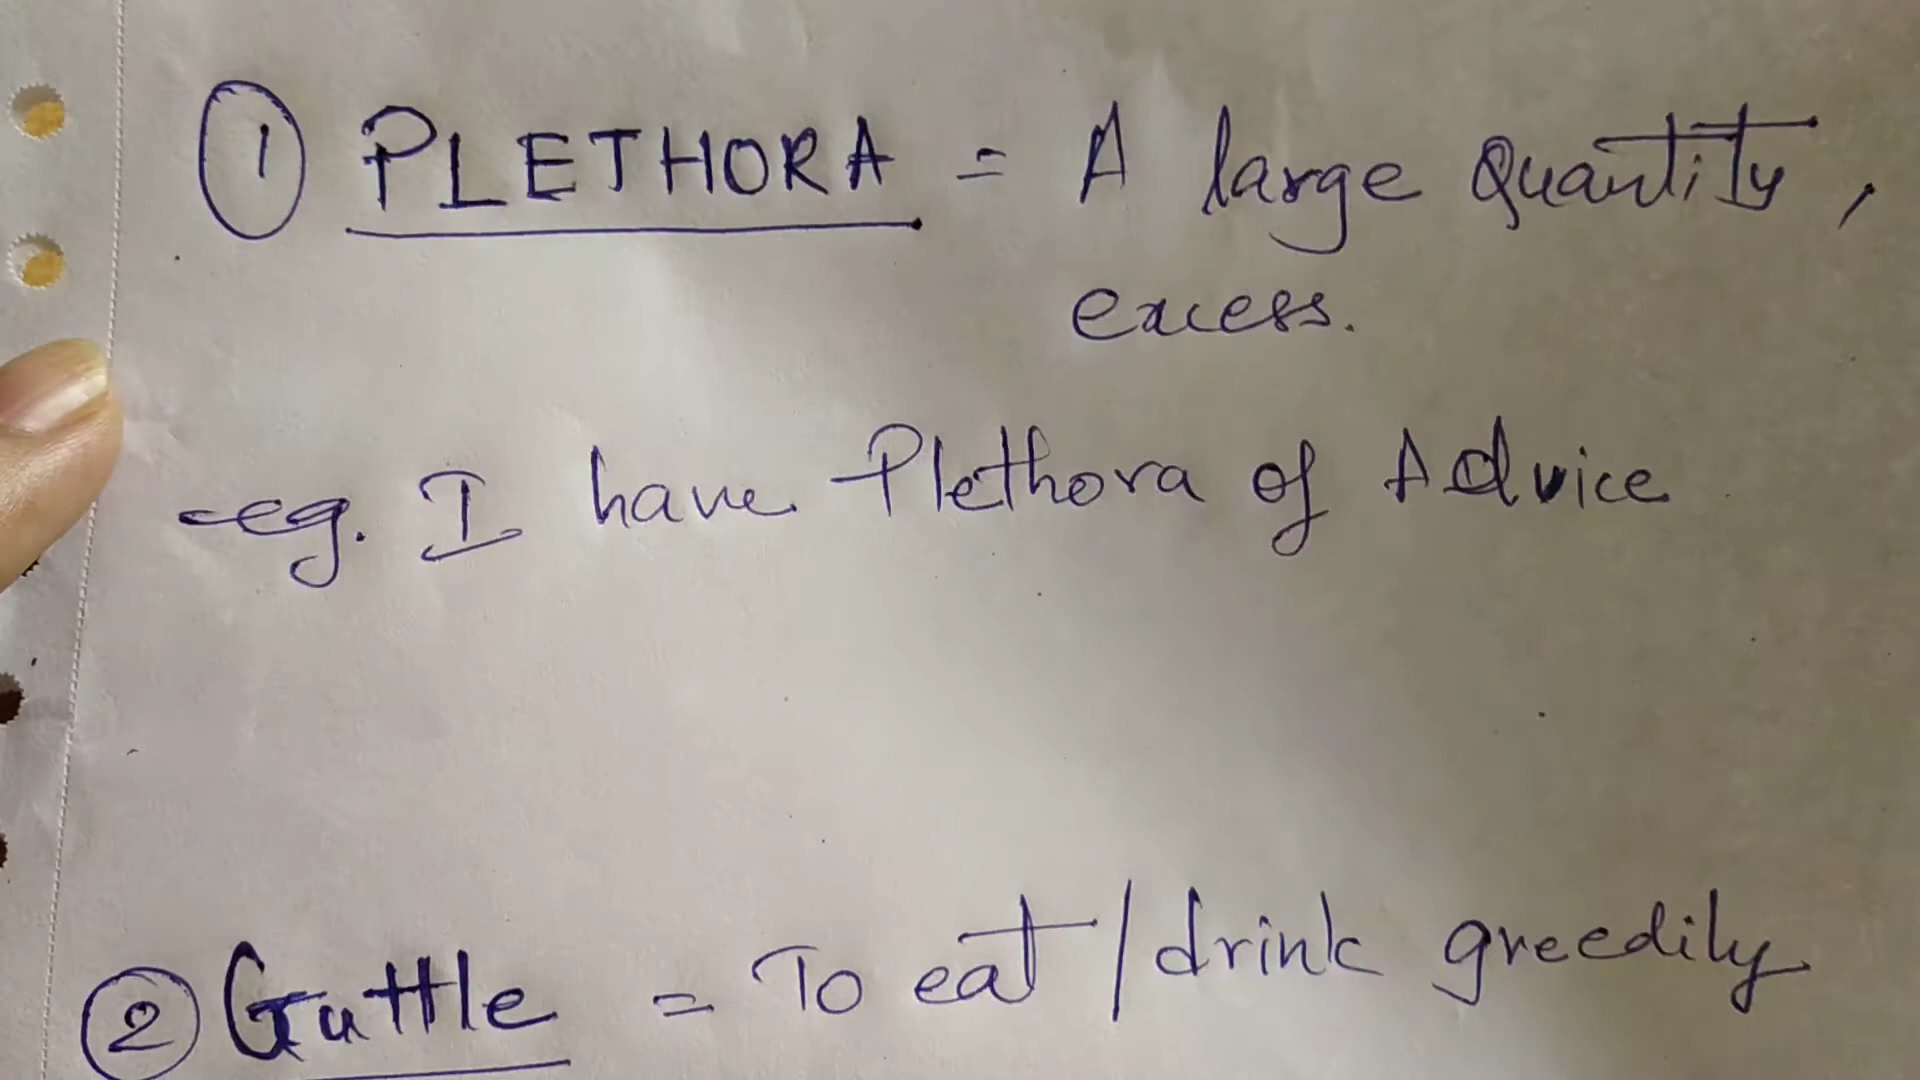 ① PLETHORA = A large Quantity,
excess.
eg. I have Plethora of Advice
② Guttle = To eat / drink greedily